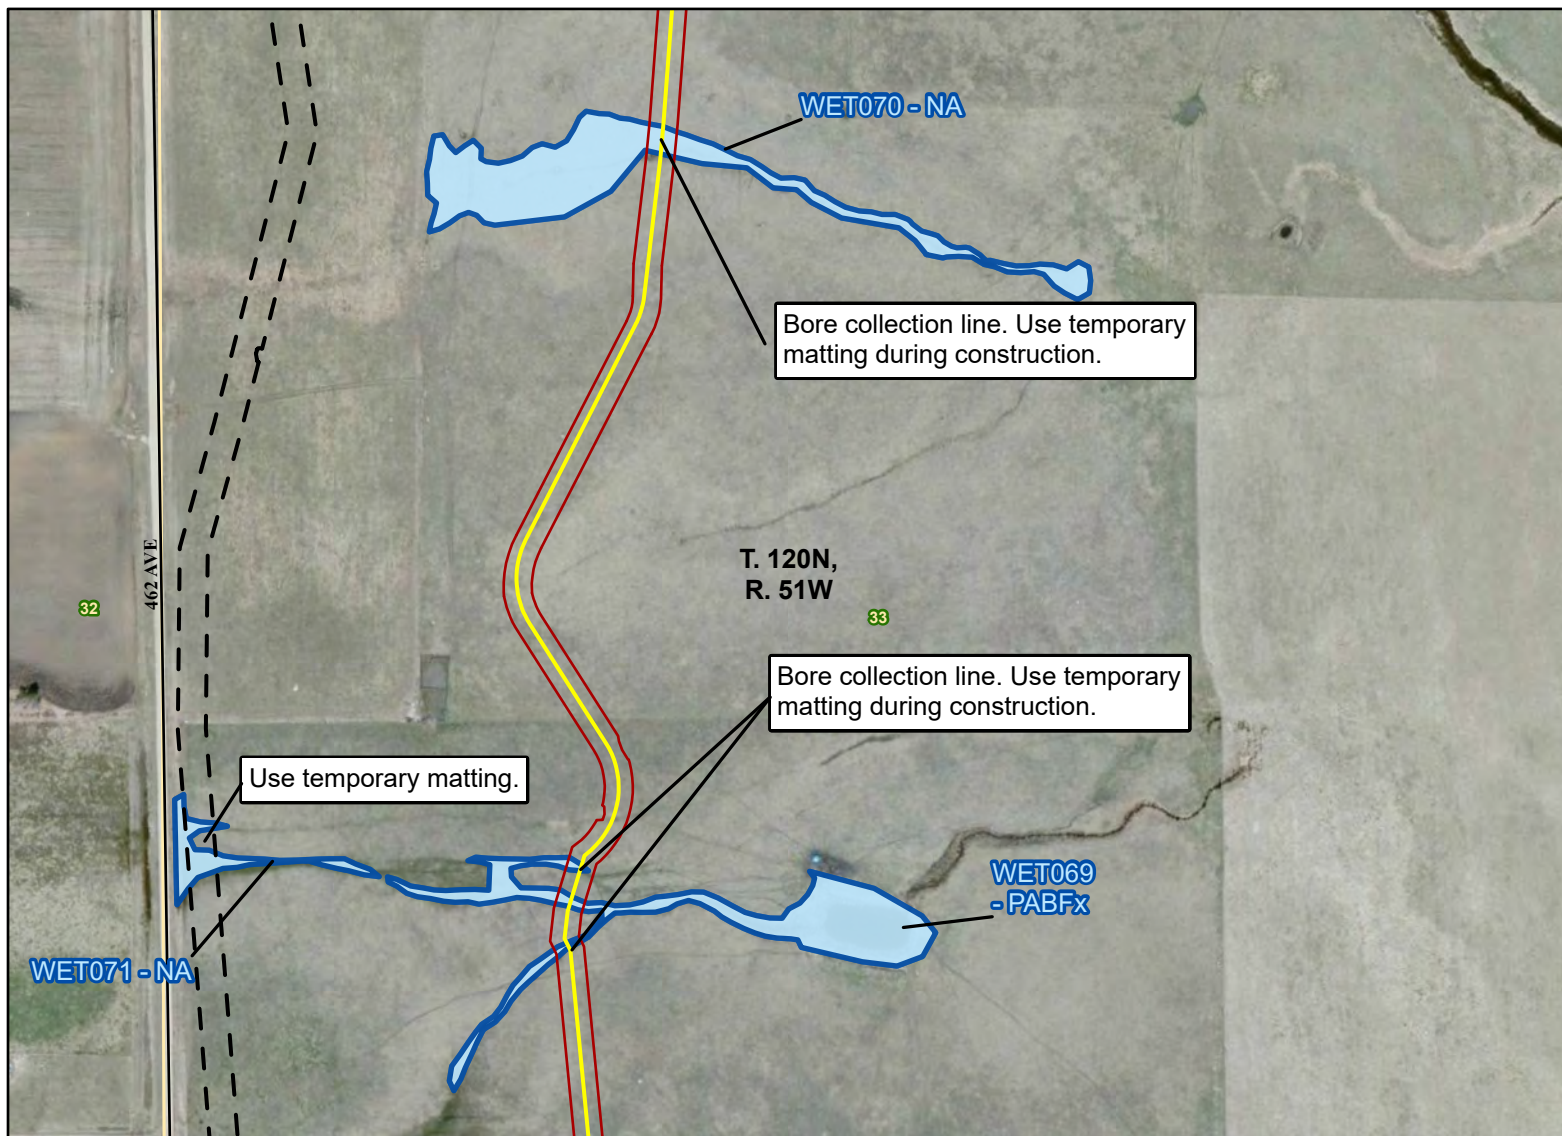 WET070 - NA
Bore collection line. Use temporary
matting during construction.
T. 120N,
R. 51W
462 AVE
32
33
Bore collection line. Use temporary
matting during construction.
Use temporary matting.
WET069
- PABFx
WET071 - NA